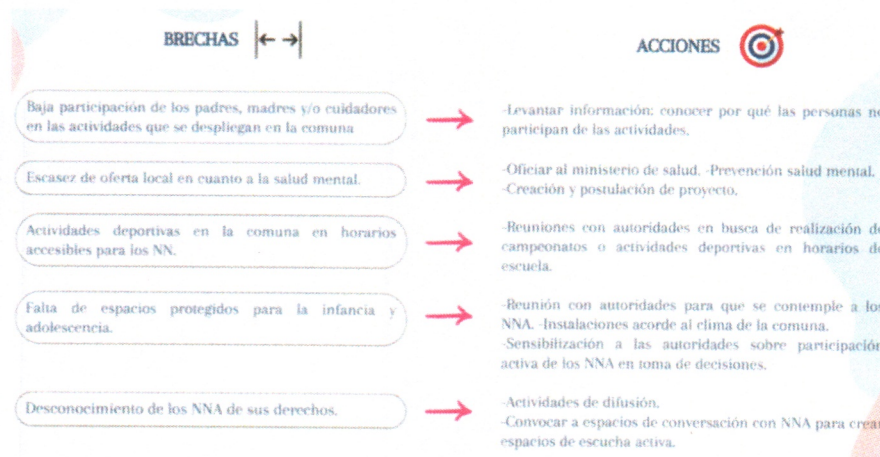 BRECHAS
ACCIONES
Baja participación de los padres, madres y/o cuidadores
en las actividades que se despliegan en la comuna
-Levantar información: conocer por qué las personas no
participan de las actividades.
Escasez de oferta local en cuanto a la salud mental.
-Oficiar al ministerio de salud. -Prevención salud mental.
-Creación y postulación de proyecto.
Actividades deportivas en la comuna en horarios
accesibles para los NN.
-Reuniones con autoridades en busca de realización de
campeonatos o actividades deportivas en horarios de
escuela.
Falta de espacios protegidos para la infancia y
adolescencia.
-Reunión con autoridades para que se contemple a los
NNA. -Instalaciones acorde al clima de la comuna.
-Sensibilización a las autoridades sobre participación
activa de los NNA en toma de decisiones.
Desconocimiento de los NNA de sus derechos.
-Actividades de difusión.
-Convocar a espacios de conversación con NNA para crear
espacios de escucha activa.